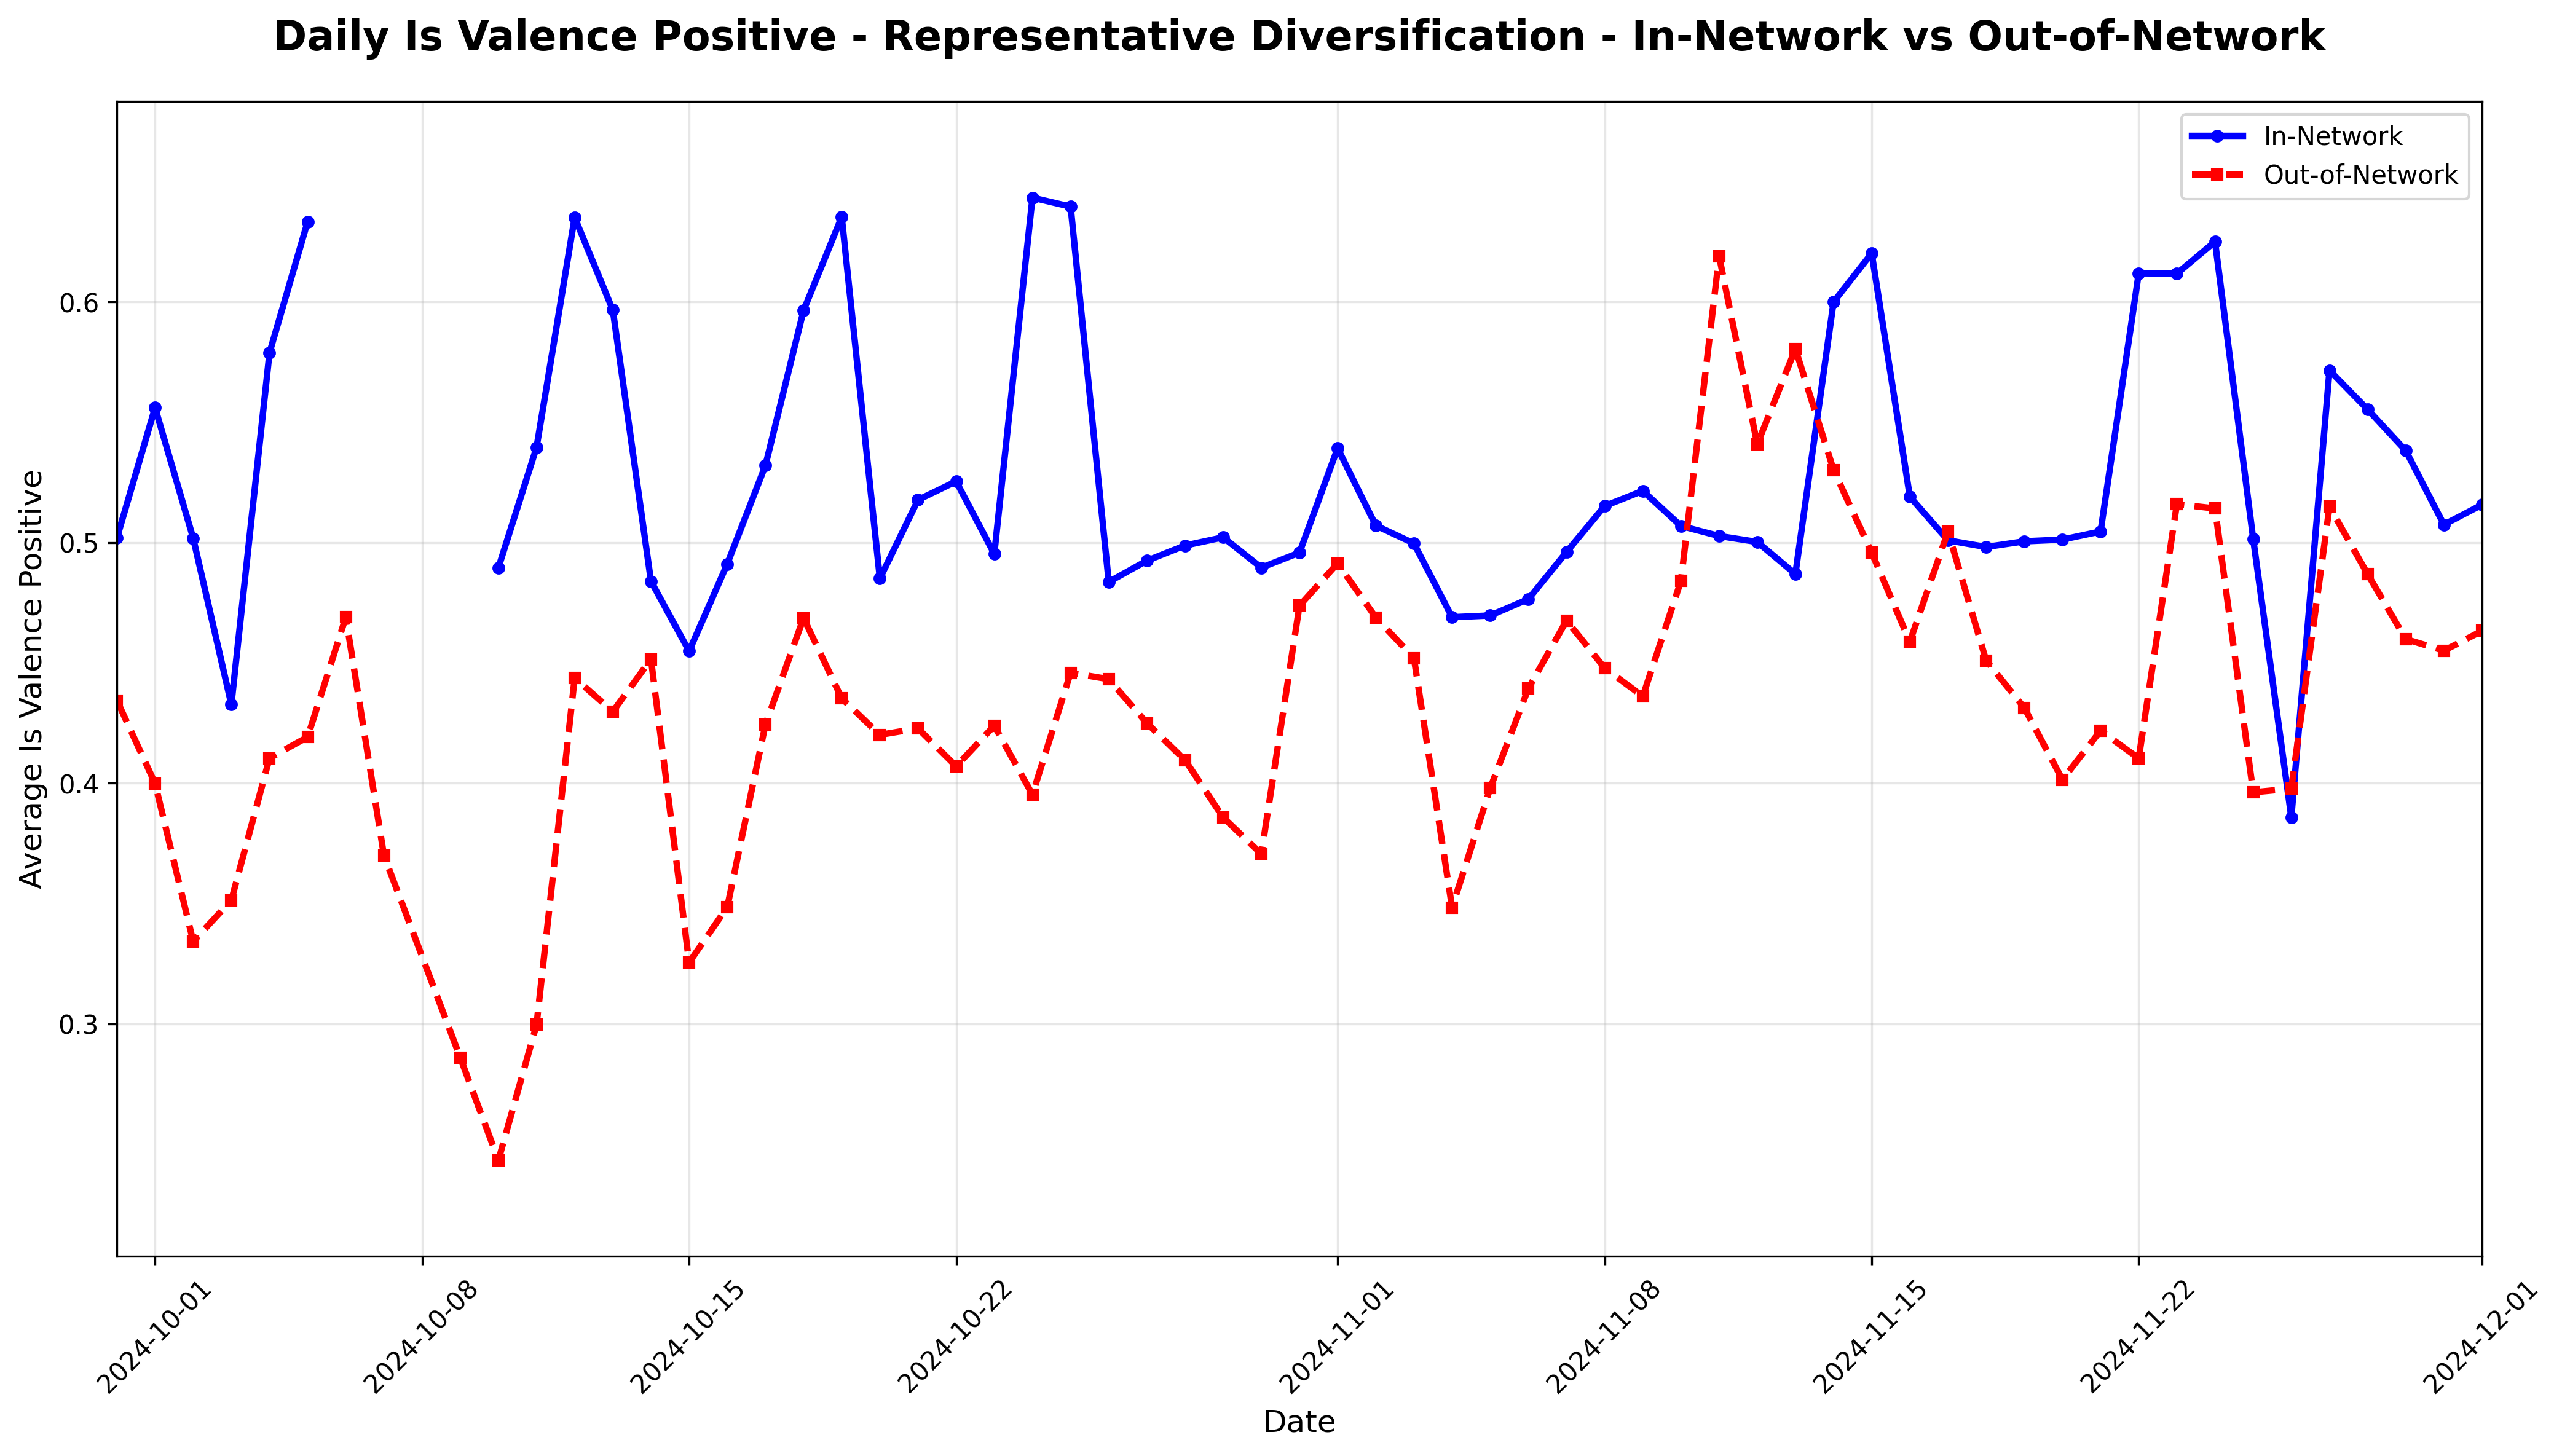 Daily Is Valence Positive - Representative Diversification - In-Network vs Out-of-Network
In-Network
Out-of-Network
Average Is Valence Positive
0.6
0.5
0.4
0.3
2024-10-01
2024-10-08
2024-10-15
2024-10-22
2024-11-01
2024-11-08
2024-11-15
2024-11-22
2024-12-01
Date